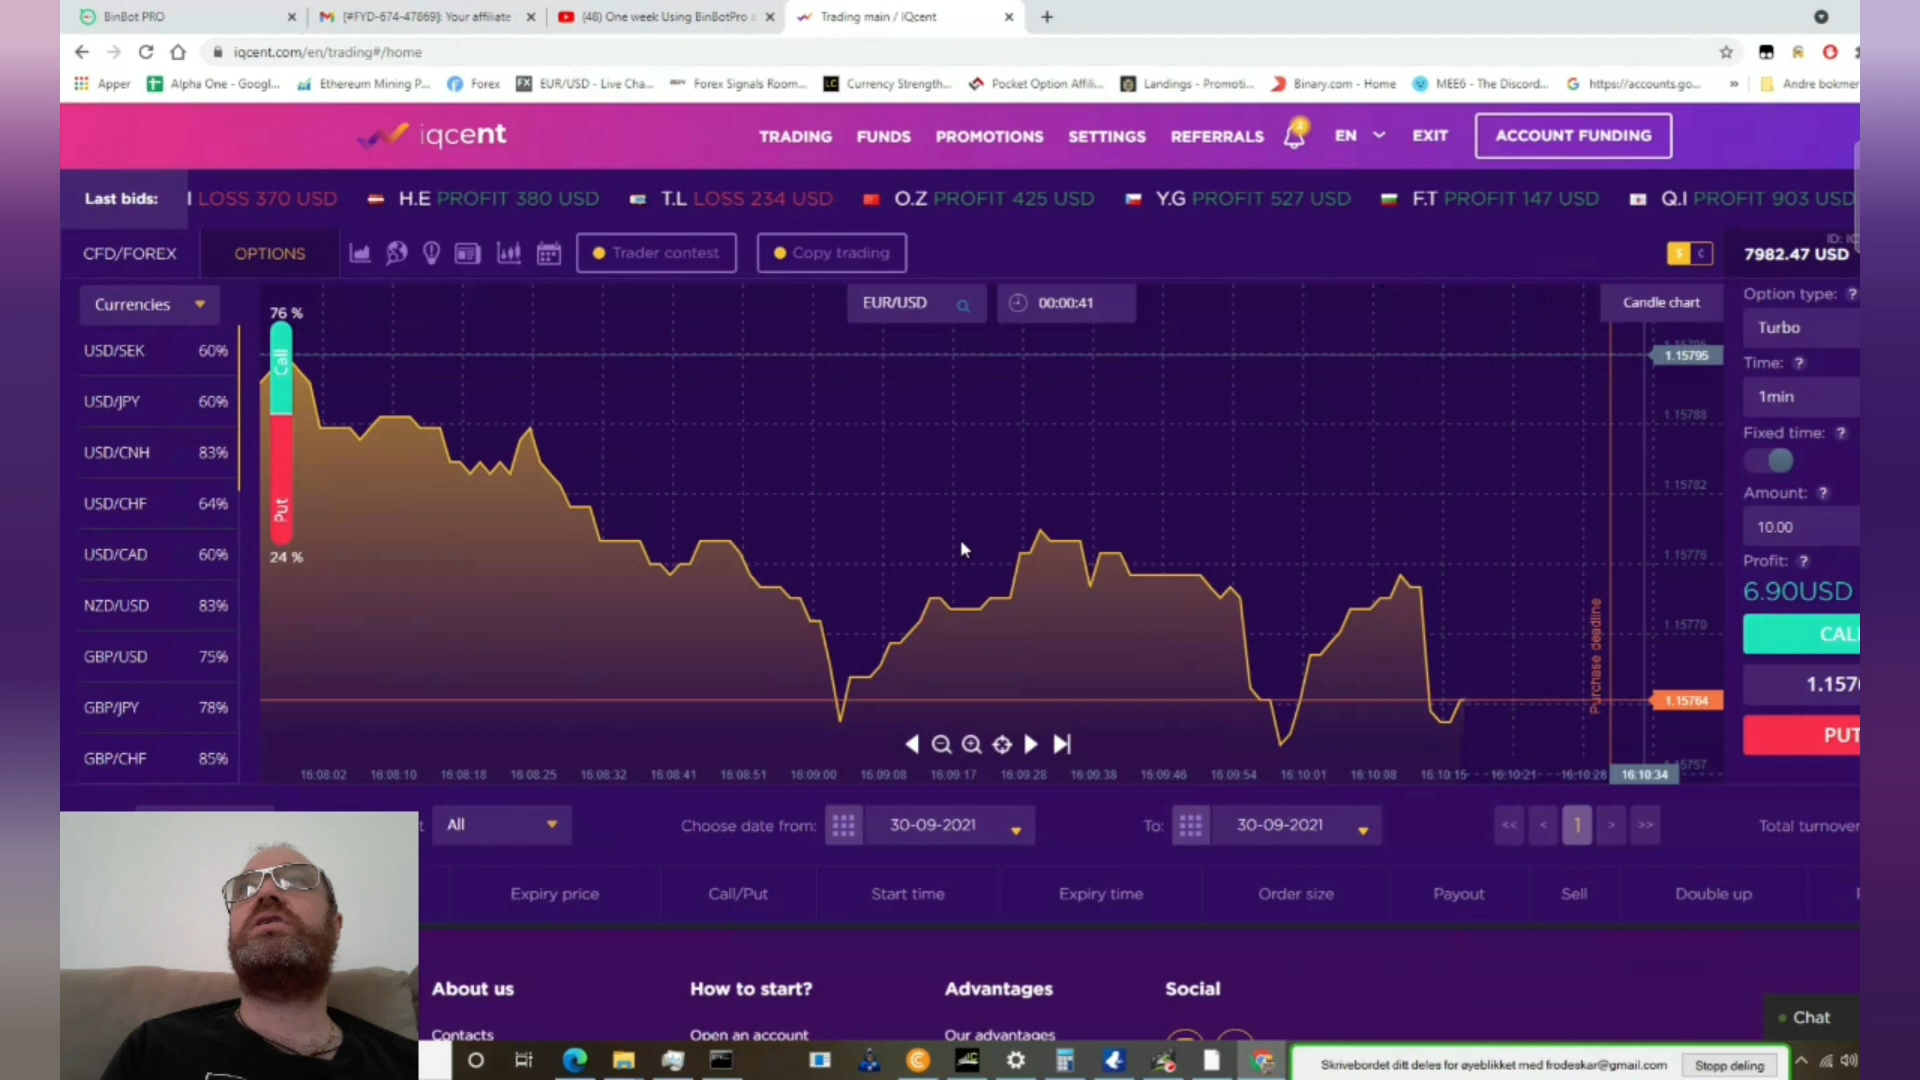 BinBot PRO
[#FYD-674-47869]: Your affiliate
(48) One week Using BinBotPro
Trading main / IQcent
iqcent.com/en/trading#/home
Apper
Alpha One - Googl...
Ethereum Mining P...
Forex
EUR/USD - Live Cha...
Forex Signals Room...
Currency Strength...
Pocket Option Affili...
Landings - Promoti...
Binary.com - Home
MEE6 - The Discord...
https://accounts.go...
Andre bokmer
iqcent
TRADING
FUNDS
PROMOTIONS
SETTINGS
REFERRALS
EN
EXIT
ACCOUNT FUNDING
Last bids:
LOSS 370 USD
H.E PROFIT 380 USD
T.L LOSS 234 USD
O.Z PROFIT 425 USD
Y.G PROFIT 527 USD
F.T PROFIT 147 USD
Q.I PROFIT 903 USD
CFD/FOREX
OPTIONS
Trader contest
Copy trading
7982.47 USD
Currencies
USD/SEK 60%
USD/JPY 60%
USD/CNH 83%
USD/CHF 64%
USD/CAD 60%
NZD/USD 83%
GBP/USD 75%
GBP/JPY 78%
GBP/CHF 85%
76 %
Call
Put
24 %
EUR/USD
00:00:41
Candle chart
1.15795
1.15788
1.15782
1.15776
1.15770
1.15764
1.15757
Purchase deadline
16:08:02 16:08:10 16:08:18 16:08:25 16:08:32 16:08:41 16:08:51 16:09:00 16:09:08 16:09:17 16:09:28 16:09:38 16:09:46 16:09:54 16:10:01 16:10:08 16:10:15 16:10:21 16:10:28 16:10:34
Option type: ?
Turbo
Time: ?
1min
Fixed time: ?
Amount: ?
10.00
Profit: ?
6.90USD
CAL
1.157
PUT
All
Choose date from:
30-09-2021
To:
30-09-2021
<< < 1 > >>
Total turnover
Expiry price
Call/Put
Start time
Expiry time
Order size
Payout
Sell
Double up
About us
How to start?
Advantages
Social
Contacts
Open an account
Our advantages
Chat
Skrivebordet ditt deles for øyeblikket med frodeskar@gmail.com
Stopp deling